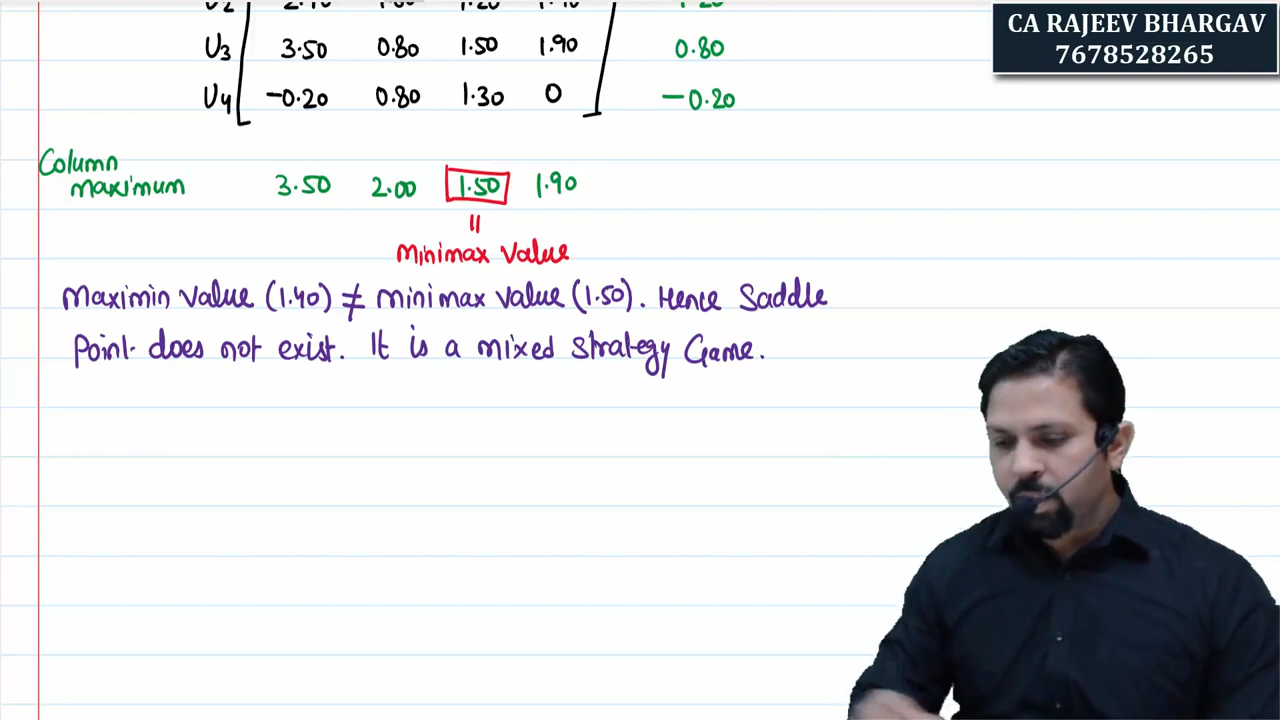 CA RAJEEV BHARGAV
7678528265
U3 3.50 0.80 1.50 1.90 0.80
U4 -0.20 0.80 1.30 0 -0.20
Column
maximum 3.50 2.00 1.50 1.90
=
Minimax Value
Maximin Value (1.40) ≠ minimax value (1.50). Hence Saddle
Point does not exist. It is a mixed strategy Game.